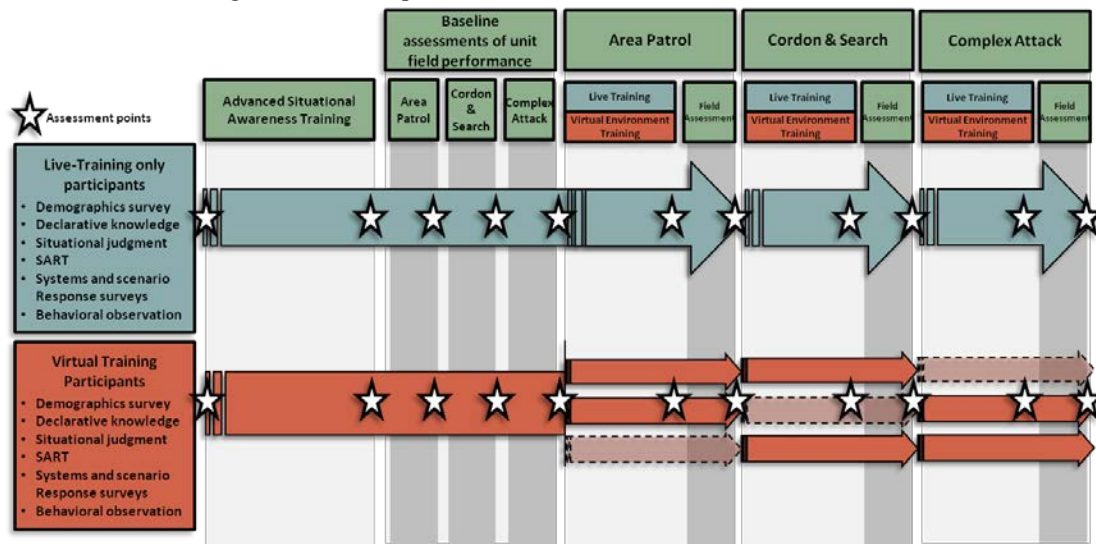 Baseline
assessments of unit
field performance
Area Patrol
Cordon & Search
Complex Attack
Advanced Situational
Awareness Training
Area
Patrol
Cordon
&
Search
Complex
Attack
Live Training
Virtual Environment
Training
Field
Assessment
Live Training
Virtual Environment
Training
Field
Assessment
Live Training
Virtual Environment
Training
Field
Assessment
Assessment points
Live-Training only
participants
• Demographics survey
• Declarative knowledge
• Situational judgment
• SART
• Systems and scenario
Response surveys
• Behavioral observation
Virtual Training
Participants
• Demographics survey
• Declarative knowledge
• Situational judgment
• SART
• Systems and scenario
Response surveys
• Behavioral observation